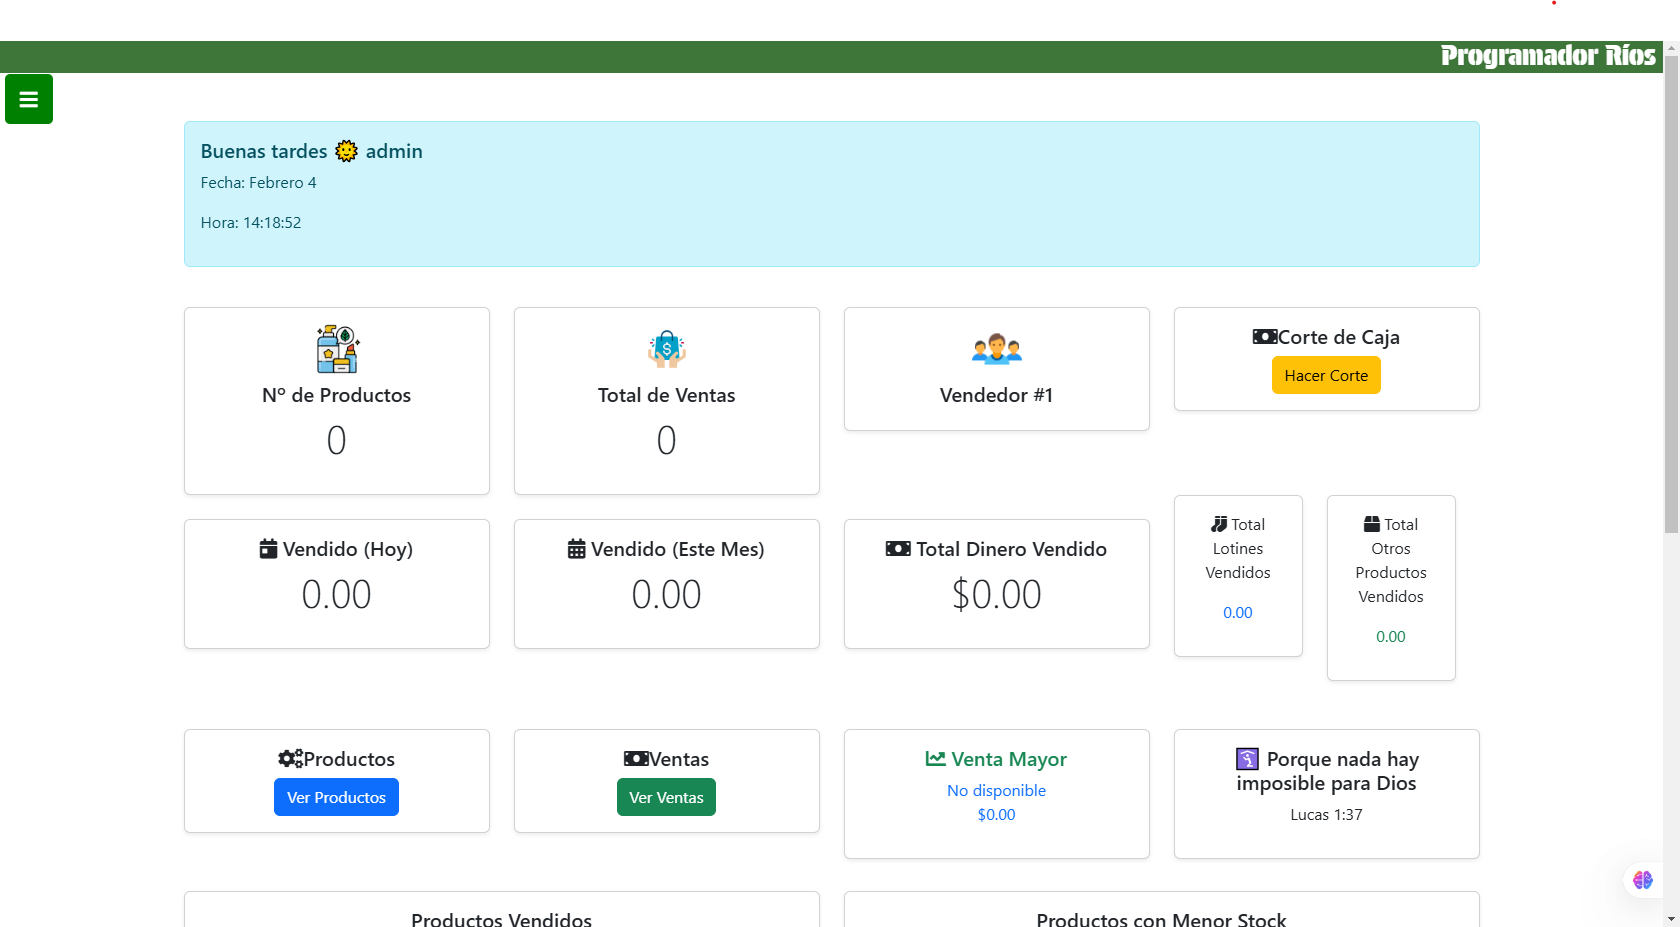 Programador Ríos
Buenas tardes 🌞 admin
Fecha: Febrero 4
Hora: 14:18:52
Nº de Productos
0
Total de Ventas
0
Vendedor #1
Corte de Caja
Hacer Corte
Vendido (Hoy)
0.00
Vendido (Este Mes)
0.00
Total Dinero Vendido
$0.00
Total
Lotines
Vendidos
0.00
Total
Otros
Productos
Vendidos
0.00
Productos
Ver Productos
Ventas
Ver Ventas
Venta Mayor
No disponible
$0.00
🛐 Porque nada hay
imposible para Dios
Lucas 1:37
Productos Vendidos
Productos con Menor Stock